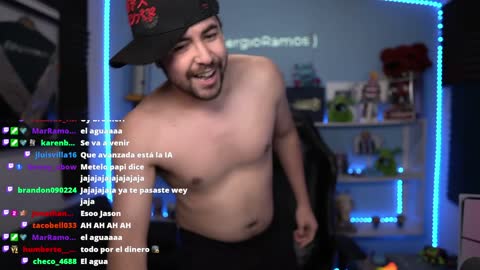 SergioRamos )
MarRamo...
el aguaaaa
karenb...
Se va a venir
jluisvilla16
Que avanzada está la IA
Metelo papi dice
jajajajajajajaja
brandon090224
Jajajaja ya te pasaste wey
jaja
Esoo Jason
tacobell033
AH AH AH AH
MarRamo...
el aguaaaa
humberto_...
todo por el dinero
checo_4688
El agua